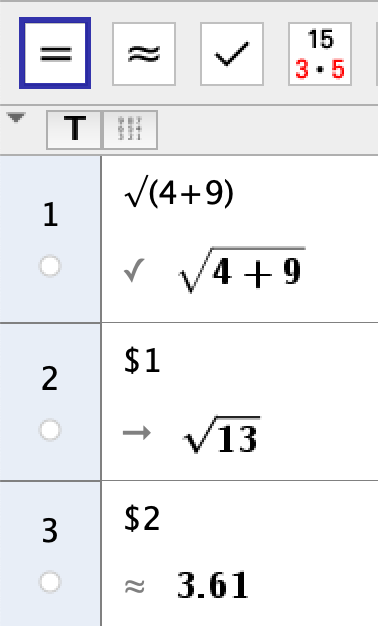 = ≈ ✓ 15
3 · 5
T
1 √(4+9)
✓ √4 + 9
2 $1
→ √13
3 $2
≈ 3.61